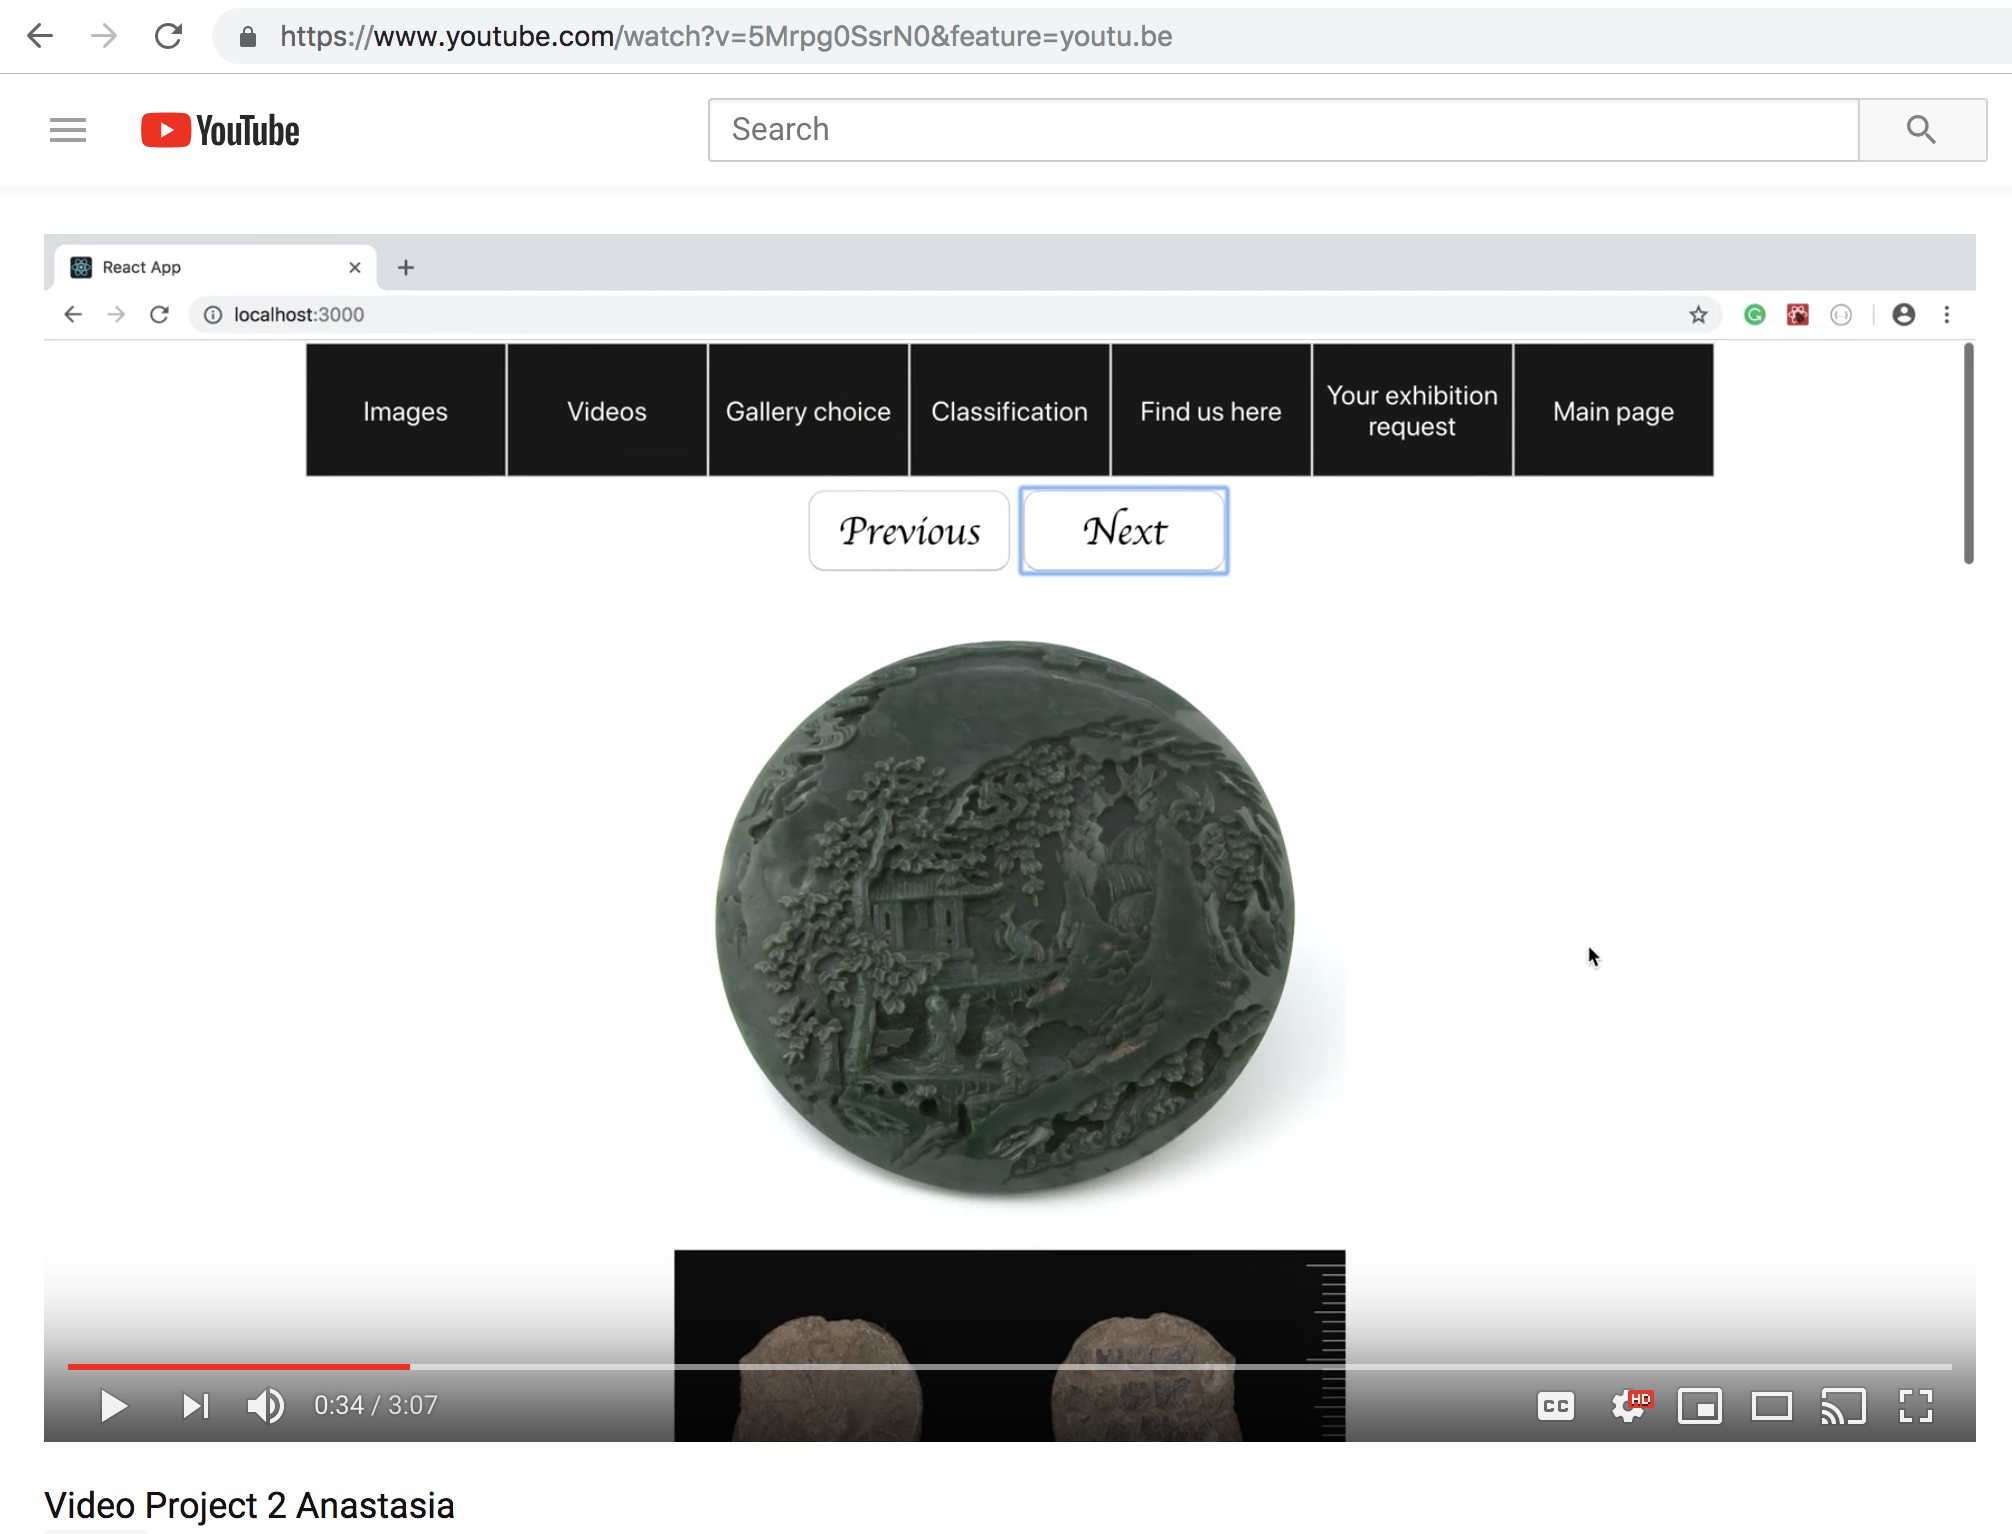 https://www.youtube.com/watch?v=5Mrpg0SsrN0&feature=youtu.be
YouTube
Search
React App
localhost:3000
Images
Videos
Gallery choice
Classification
Find us here
Your exhibition
request
Main page
Previous
Next
0:34 / 3:07
CC
HD
Video Project 2 Anastasia